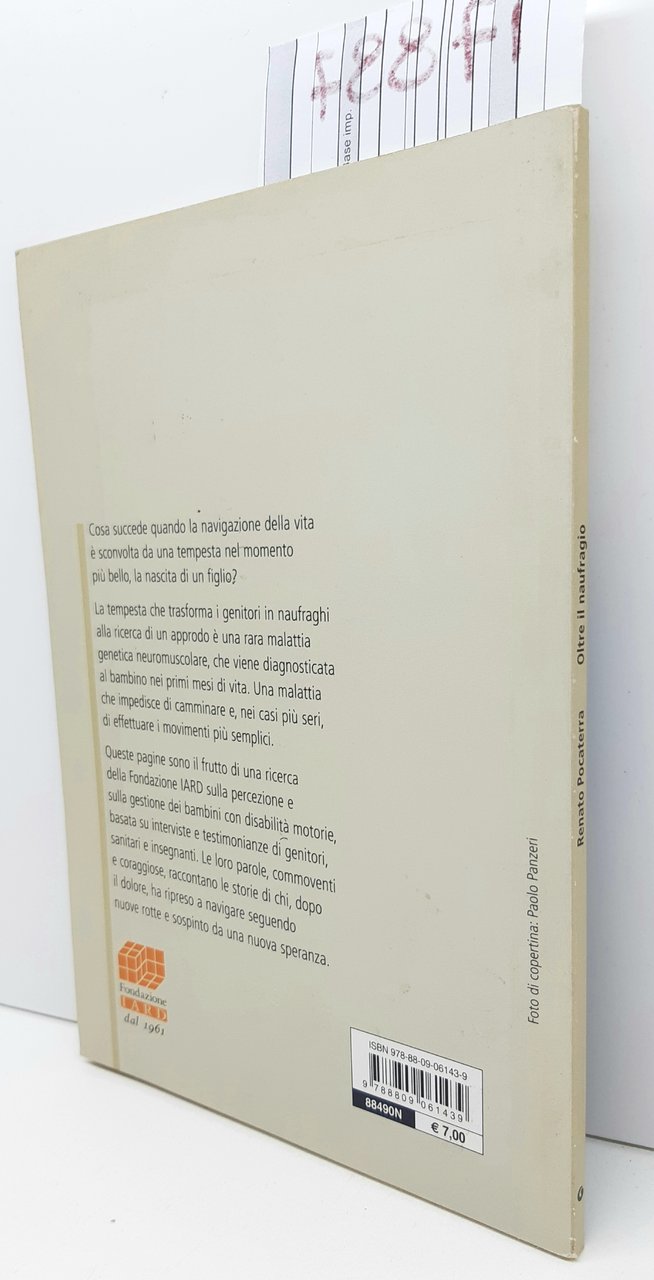 Base imp.
Cosa succede quando la navigazione della vita
è sconvolta da una tempesta nel momento
più bello, la nascita di un figlio?
La tempesta che trasforma i genitori in naufraghi
alla ricerca di un approdo è una rara malattia
genetica neuromuscolare, che viene diagnosticata
al bambino nei primi mesi di vita. Una malattia
che impedisce di camminare e, nei casi più seri,
di effettuare i movimenti più semplici.
Queste pagine sono il frutto di una ricerca
della Fondazione IARD sulla percezione e
sulla gestione dei bambini con disabilità motorie,
basata su interviste e testimonianze di genitori,
sanitari e insegnanti. Le loro parole, commoventi
e coraggiose, raccontano le storie di chi, dopo
il dolore, ha ripreso a navigare seguendo
nuove rotte e sospinto da una nuova speranza.
Fondazione
IARD
dal 1961
Foto di copertina: Paolo Panzeri
ISBN 978-88-09-06143-9
9 788809 061439
88490N
€ 7,00
Renato Pocaterra Oltre il naufragio